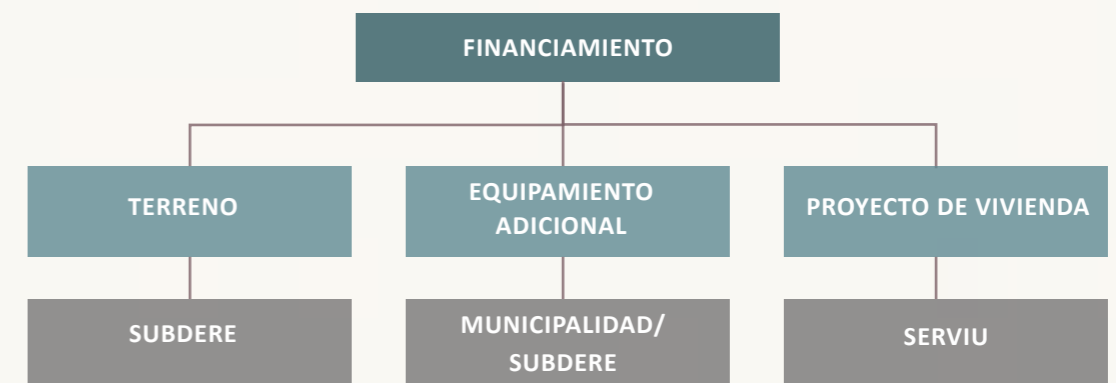 FINANCIAMIENTO
TERRENO
EQUIPAMIENTO
ADICIONAL
PROYECTO DE VIVIENDA
SUBDERE
MUNICIPALIDAD/
SUBDERE
SERVIU